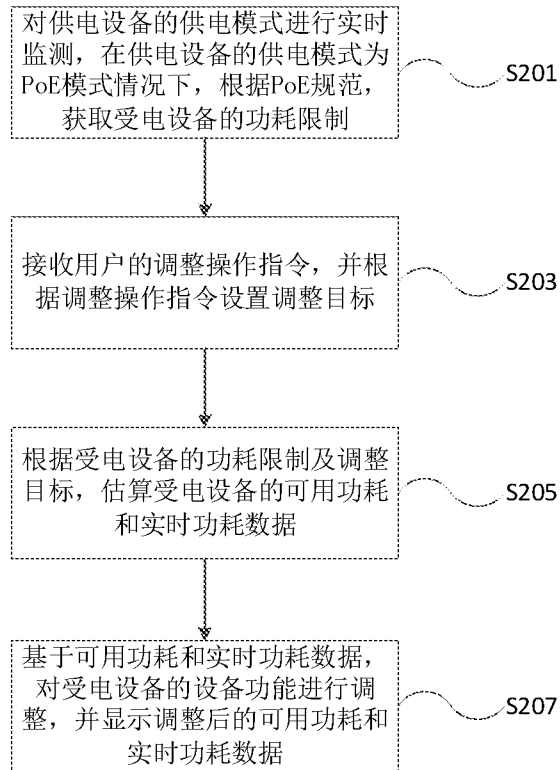 对供电设备的供电模式进行实时
监测，在供电设备的供电模式为
PoE模式情况下，根据PoE规范，
获取受电设备的功耗限制
S201
接收用户的调整操作指令，并根
据调整操作指令设置调整目标
S203
根据受电设备的功耗限制及调整
目标，估算受电设备的可用功耗
和实时功耗数据
S205
基于可用功耗和实时功耗数据，
对受电设备的设备功能进行调
整，并显示调整后的可用功耗和
实时功耗数据
S207